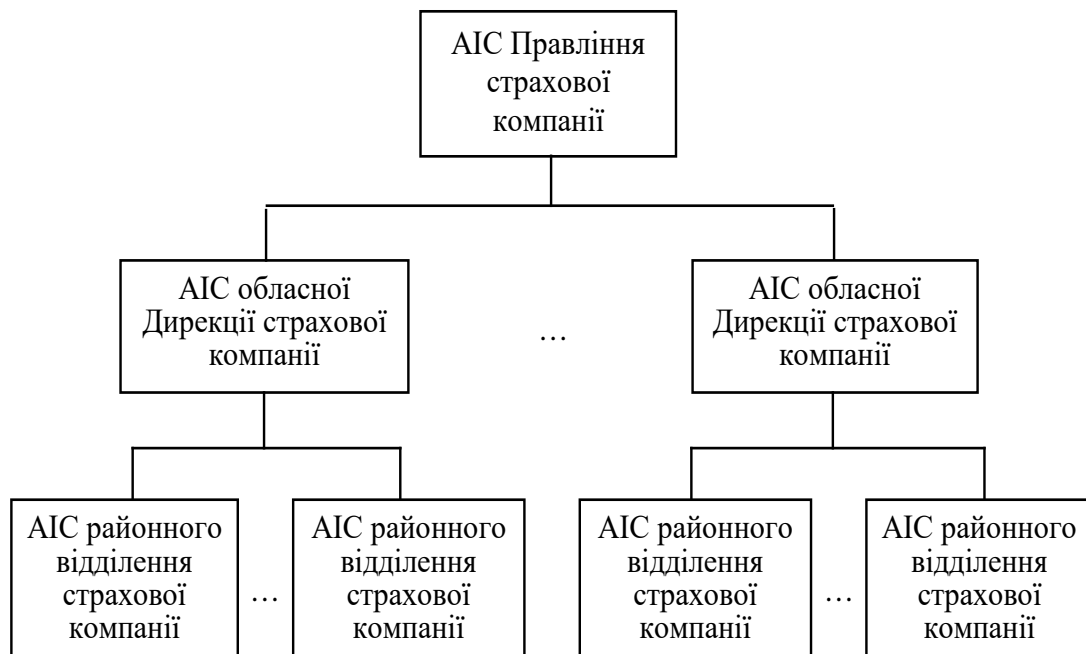 АІС Правління
страхової
компанії
АІС обласної
Дирекції страхової
компанії
…
АІС обласної
Дирекції страхової
компанії
АІС районного
відділення
страхової
компанії
…
АІС районного
відділення
страхової
компанії
АІС районного
відділення
страхової
компанії
…
АІС районного
відділення
страхової
компанії